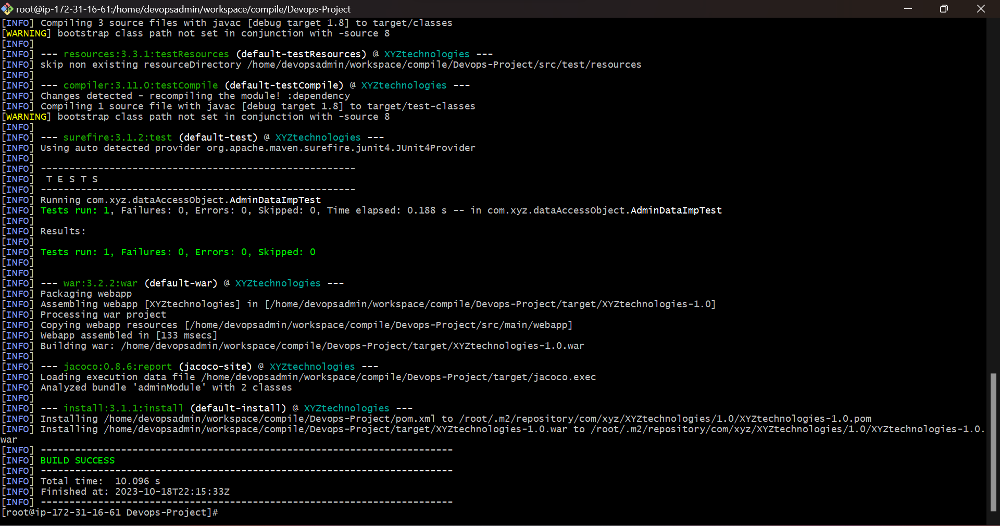 root@ip-172-31-16-61:/home/devopsadmin/workspace/compile/Devops-Project
[INFO] Compiling 3 source files with javac [debug target 1.8] to target/classes
[WARNING] bootstrap class path not set in conjunction with -source 8
[INFO]
[INFO] --- resources:3.3.1:testResources (default-testResources) @ XYZtechnologies ---
[INFO] skip non existing resourceDirectory /home/devopsadmin/workspace/compile/Devops-Project/src/test/resources
[INFO]
[INFO] --- compiler:3.11.0:testCompile (default-testCompile) @ XYZtechnologies ---
[INFO] Changes detected - recompiling the module! :dependency
[INFO] Compiling 1 source file with javac [debug target 1.8] to target/test-classes
[WARNING] bootstrap class path not set in conjunction with -source 8
[INFO]
[INFO] --- surefire:3.1.2:test (default-test) @ XYZtechnologies ---
[INFO] Using auto detected provider org.apache.maven.surefire.junit4.JUnit4Provider
[INFO]
[INFO] -------------------------------------------------------
[INFO]  T E S T S
[INFO] -------------------------------------------------------
[INFO] Running com.xyz.dataAccessObject.AdminDataImpTest
[INFO] Tests run: 1, Failures: 0, Errors: 0, Skipped: 0, Time elapsed: 0.188 s -- in com.xyz.dataAccessObject.AdminDataImpTest
[INFO]
[INFO] Results:
[INFO]
[INFO] Tests run: 1, Failures: 0, Errors: 0, Skipped: 0
[INFO]
[INFO]
[INFO] --- war:3.2.2:war (default-war) @ XYZtechnologies ---
[INFO] Packaging webapp
[INFO] Assembling webapp [XYZtechnologies] in [/home/devopsadmin/workspace/compile/Devops-Project/target/XYZtechnologies-1.0]
[INFO] Processing war project
[INFO] Copying webapp resources [/home/devopsadmin/workspace/compile/Devops-Project/src/main/webapp]
[INFO] Webapp assembled in [133 msecs]
[INFO] Building war: /home/devopsadmin/workspace/compile/Devops-Project/target/XYZtechnologies-1.0.war
[INFO]
[INFO] --- jacoco:0.8.6:report (jacoco-site) @ XYZtechnologies ---
[INFO] Loading execution data file /home/devopsadmin/workspace/compile/Devops-Project/target/jacoco.exec
[INFO] Analyzed bundle 'adminModule' with 2 classes
[INFO]
[INFO] --- install:3.1.1:install (default-install) @ XYZtechnologies ---
[INFO] Installing /home/devopsadmin/workspace/compile/Devops-Project/pom.xml to /root/.m2/repository/com/xyz/XYZtechnologies/1.0/XYZtechnologies-1.0.pom
[INFO] Installing /home/devopsadmin/workspace/compile/Devops-Project/target/XYZtechnologies-1.0.war to /root/.m2/repository/com/xyz/XYZtechnologies/1.0/XYZtechnologies-1.0.
war
[INFO] ------------------------------------------------------------------------
[INFO] BUILD SUCCESS
[INFO] ------------------------------------------------------------------------
[INFO] Total time:  10.096 s
[INFO] Finished at: 2023-10-18T22:15:33Z
[INFO] ------------------------------------------------------------------------
[root@ip-172-31-16-61 Devops-Project]#